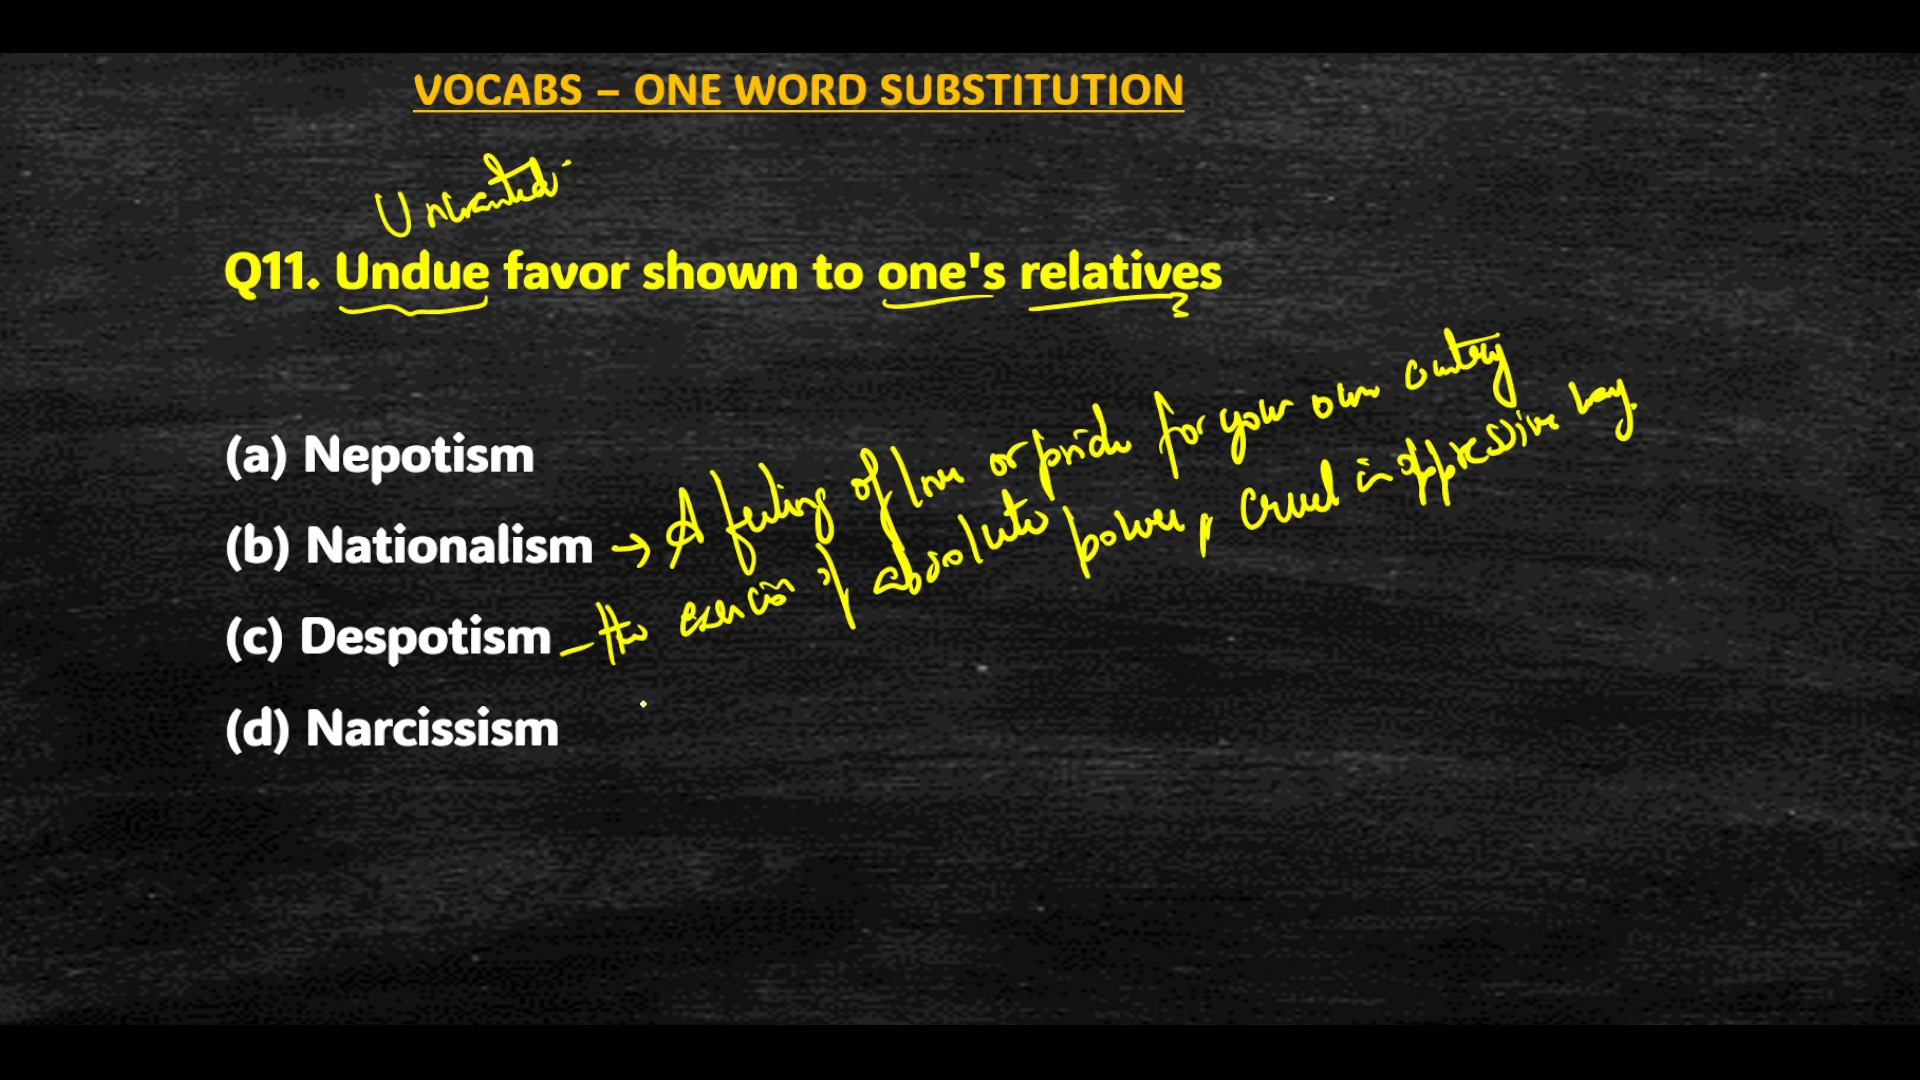 VOCABS – ONE WORD SUBSTITUTION
Unwanted
Q11. Undue favor shown to one's relatives
(a) Nepotism
(b) Nationalism → A feeling of love or pride for your own country
(c) Despotism – the exercise of absolute power, cruel in oppressive way.
(d) Narcissism